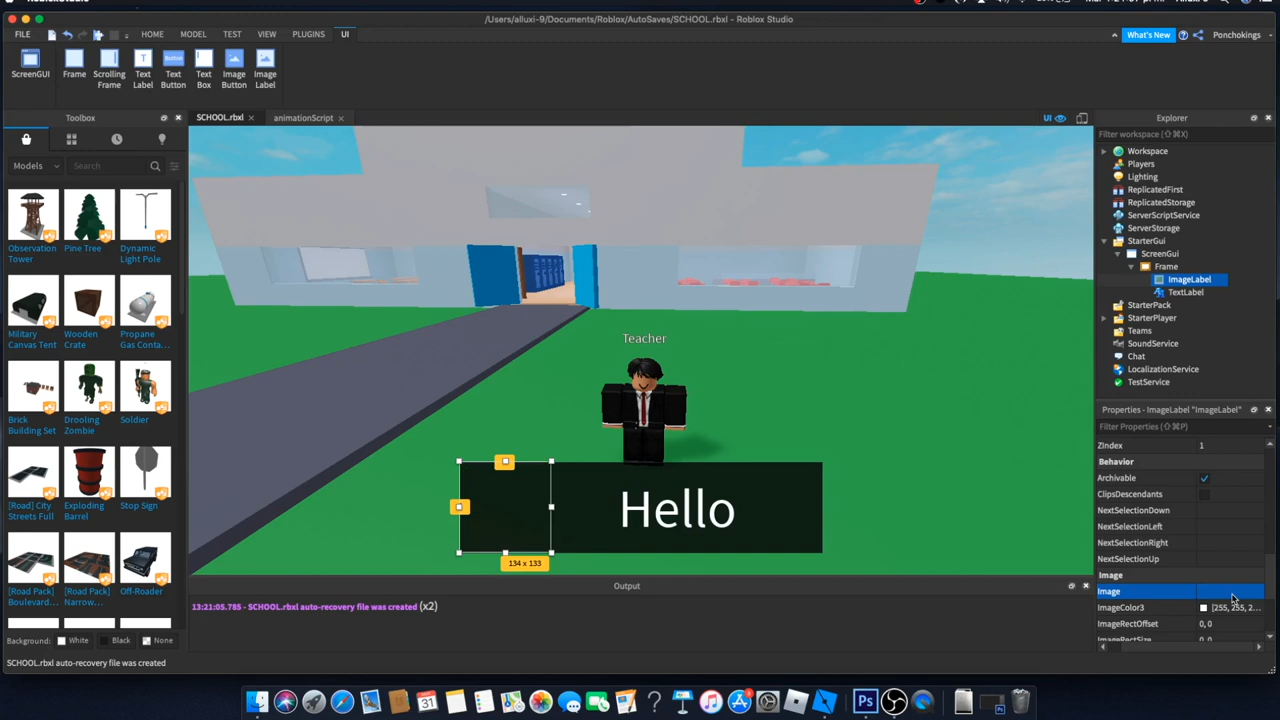 /Users/alluxi-9/Documents/Roblox/AutoSaves/SCHOOL.rbxl - Roblox Studio
FILE HOME MODEL TEST VIEW PLUGINS UI What's New Ponchokings
ScreenGUI Frame Scrolling Frame Text Label Text Button Text Box Image Button Image Label
Button
Toolbox SCHOOL.rbxl animationScript Explorer
UI
Filter workspace (⇧⌘X)
Models Search
Workspace
Players
Lighting
ReplicatedFirst
ReplicatedStorage
ServerScriptService
ServerStorage
StarterGui
ScreenGui
Frame
ImageLabel
TextLabel
StarterPack
StarterPlayer
Teams
SoundService
Chat
LocalizationService
TestService
Observation Tower Pine Tree Dynamic Light Pole
Military Canvas Tent Wooden Crate Propane Gas Conta...
Brick Building Set Drooling Zombie Soldier
[Road] City Streets Full Exploding Barrel Stop Sign
[Road Pack] Boulevard... [Road Pack] Narrow... Off-Roader
Background: White Black None
SCHOOL.rbxl auto-recovery file was created
Teacher
Hello
134 x 133
Output
13:21:05.785 - SCHOOL.rbxl auto-recovery file was created (x2)
Properties - ImageLabel "ImageLabel"
Filter Properties (⇧⌘P)
ZIndex 1
Behavior
Archivable
ClipsDescendants
NextSelectionDown
NextSelectionLeft
NextSelectionRight
NextSelectionUp
Image
Image
ImageColor3 [255, 255, 2...
ImageRectOffset 0, 0
ImageRectSize 0, 0
31
Ps